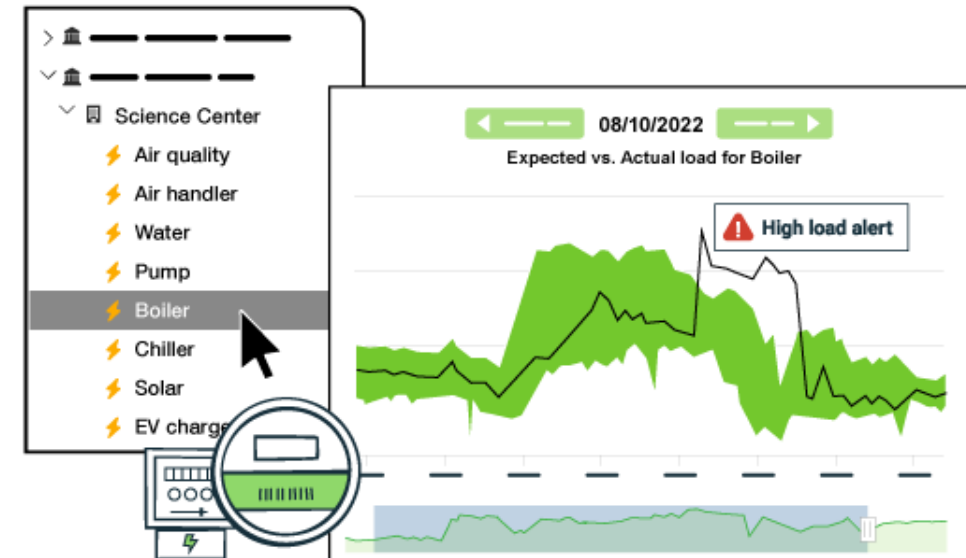 Science Center
Air quality
Air handler
Water
Pump
Boiler
Chiller
Solar
EV charge
08/10/2022
Expected vs. Actual load for Boiler
High load alert